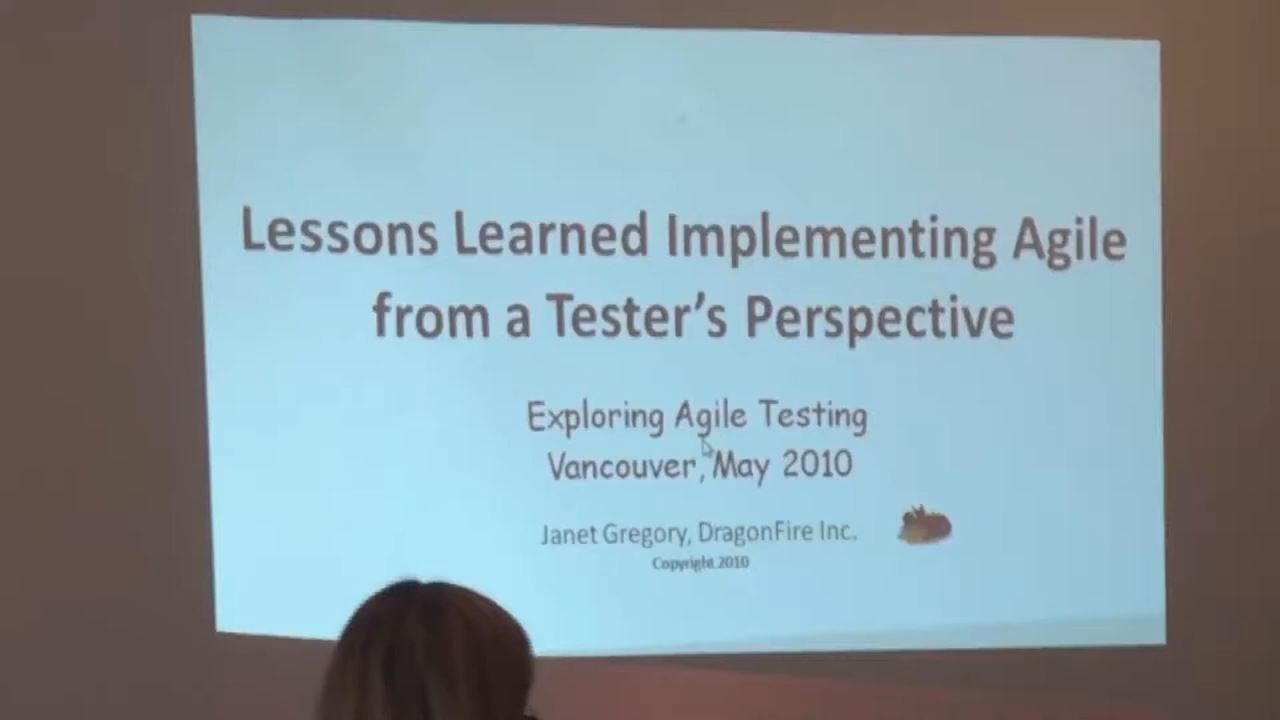 Lessons Learned Implementing Agile
from a Tester's Perspective
Exploring Agile Testing
Vancouver, May 2010
Janet Gregory, DragonFire Inc.
Copyright 2010